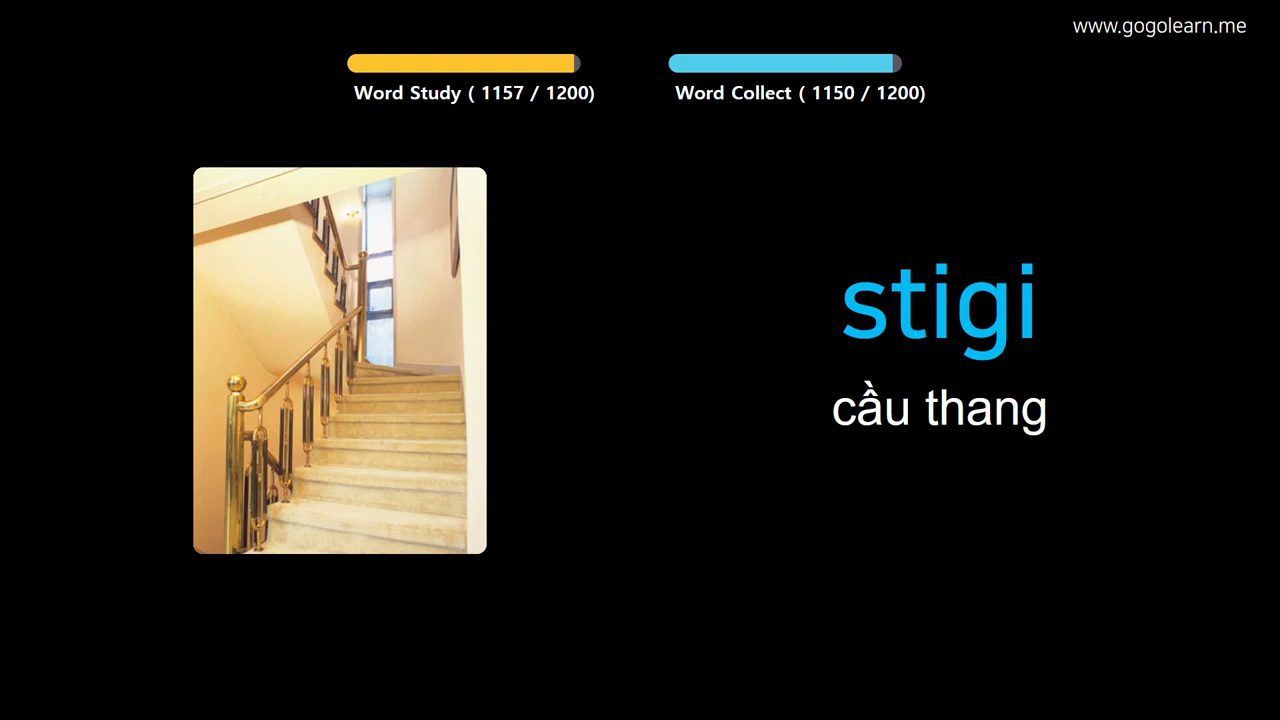 www.gogolearn.me
Word Study ( 1157 / 1200)
Word Collect ( 1150 / 1200)
stigi
cầu thang